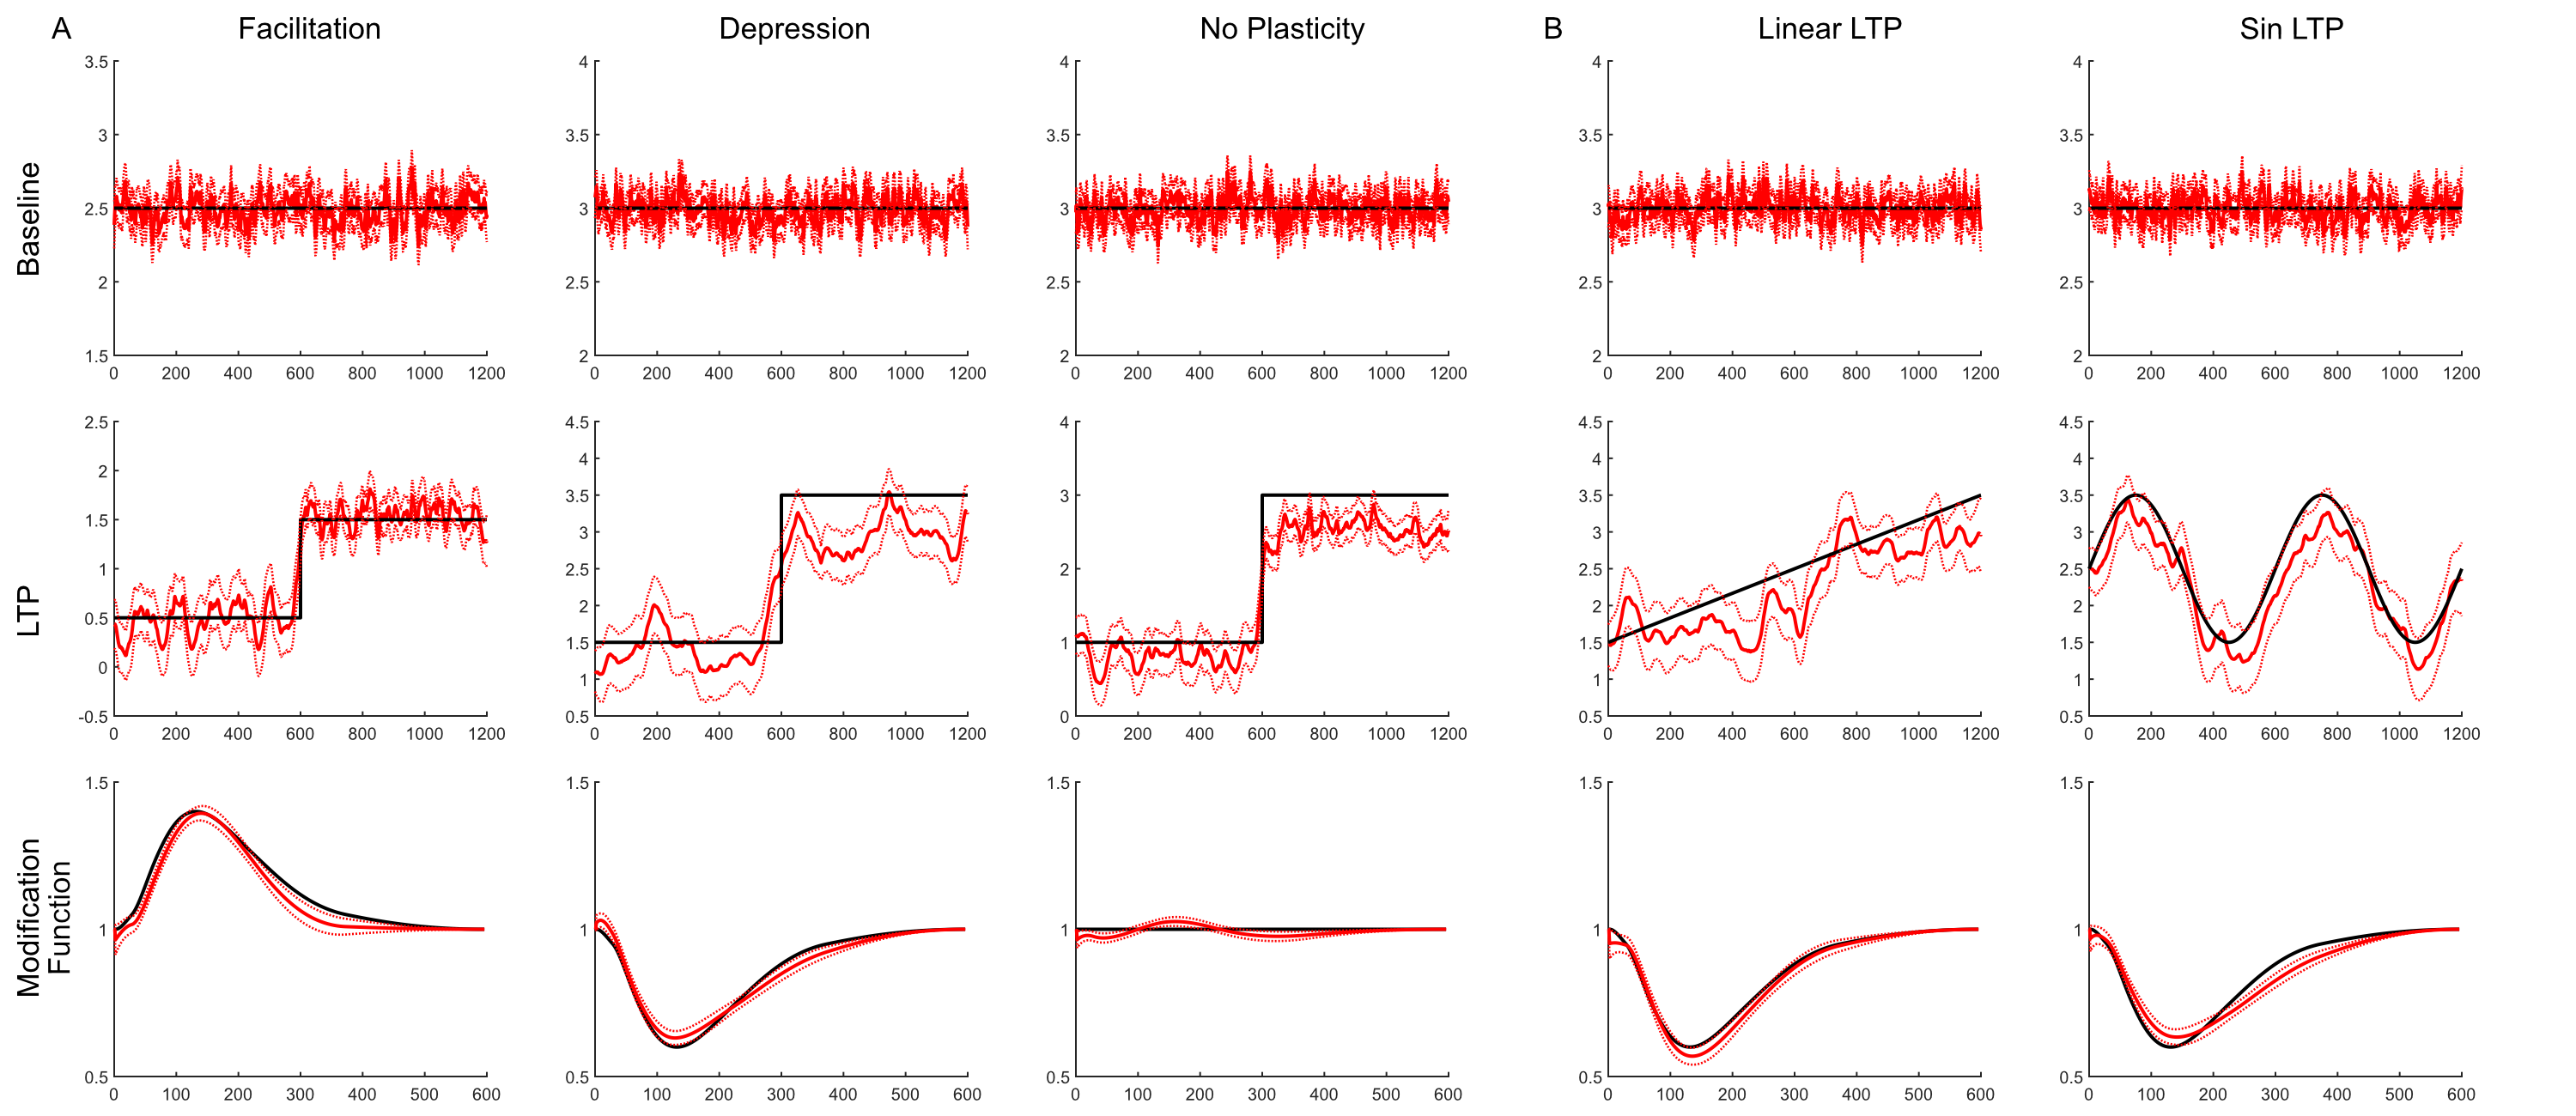 A Facilitation Depression No Plasticity B Linear LTP Sin LTP
Baseline
3.5 3 2.5 2 1.5
0 200 400 600 800 1000 1200
4 3.5 3 2.5 2
0 200 400 600 800 1000 1200
4 3.5 3 2.5 2
0 200 400 600 800 1000 1200
4 3.5 3 2.5 2
0 200 400 600 800 1000 1200
4 3.5 3 2.5 2
0 200 400 600 800 1000 1200
LTP
2.5 2 1.5 1 0.5 0 -0.5
0 200 400 600 800 1000 1200
4.5 4 3.5 3 2.5 2 1.5 1 0.5
0 200 400 600 800 1000 1200
4 3 2 1 0
0 200 400 600 800 1000 1200
4.5 4 3.5 3 2.5 2 1.5 1 0.5
0 200 400 600 800 1000 1200
4.5 4 3.5 3 2.5 2 1.5 1 0.5
0 200 400 600 800 1000 1200
Modification
Function
1.5 1 0.5
0 100 200 300 400 500 600
1.5 1 0.5
0 100 200 300 400 500 600
1.5 1 0.5
0 100 200 300 400 500 600
1.5 1 0.5
0 100 200 300 400 500 600
1.5 1 0.5
0 100 200 300 400 500 600